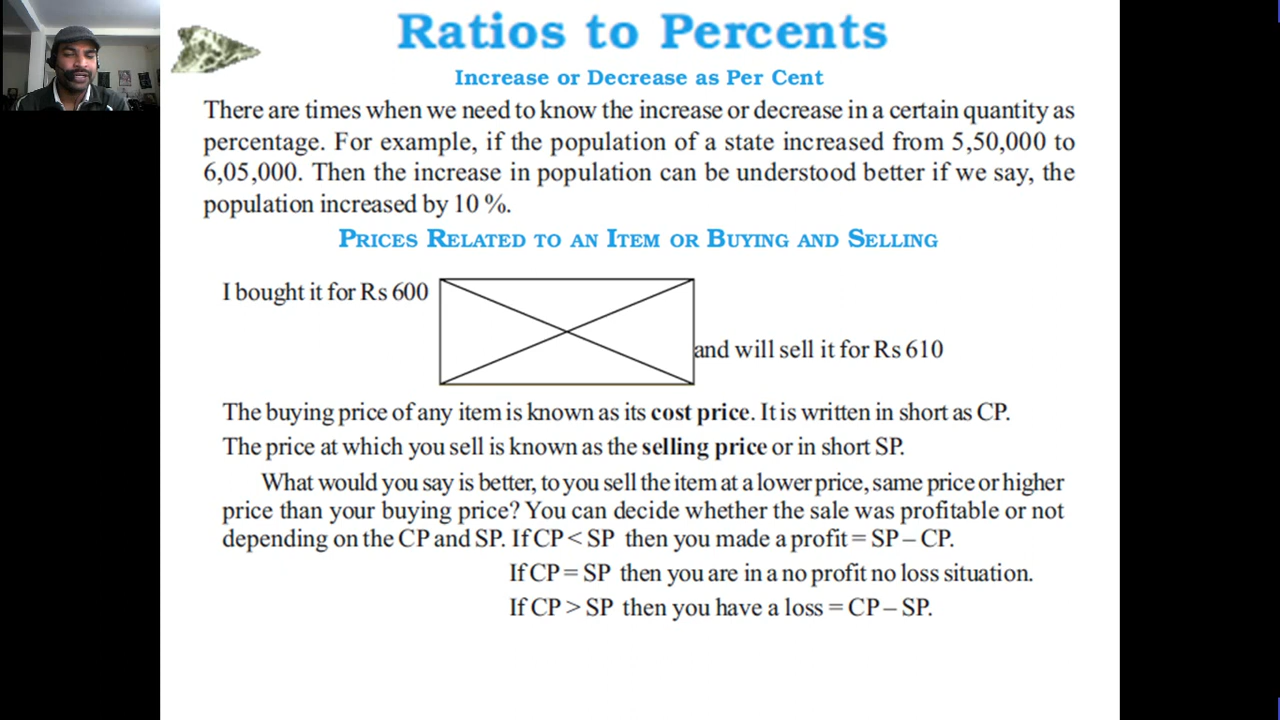 Ratios to Percents
Increase or Decrease as Per Cent
There are times when we need to know the increase or decrease in a certain quantity as
percentage. For example, if the population of a state increased from 5,50,000 to
6,05,000. Then the increase in population can be understood better if we say, the
population increased by 10 %.
PRICES RELATED TO AN ITEM OR BUYING AND SELLING
I bought it for Rs 600
and will sell it for Rs 610
The buying price of any item is known as its cost price. It is written in short as CP.
The price at which you sell is known as the selling price or in short SP.
What would you say is better, to you sell the item at a lower price, same price or higher
price than your buying price? You can decide whether the sale was profitable or not
depending on the CP and SP. If CP < SP then you made a profit = SP – CP.
If CP = SP then you are in a no profit no loss situation.
If CP > SP then you have a loss = CP – SP.